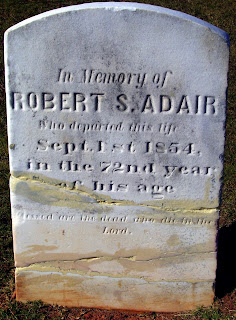 In Memory of
ROBERT S. ADAIR
Who departed this life
Sept. 1st 1854,
in the 72nd year
of his age
Blessed are the dead who die in the
Lord.